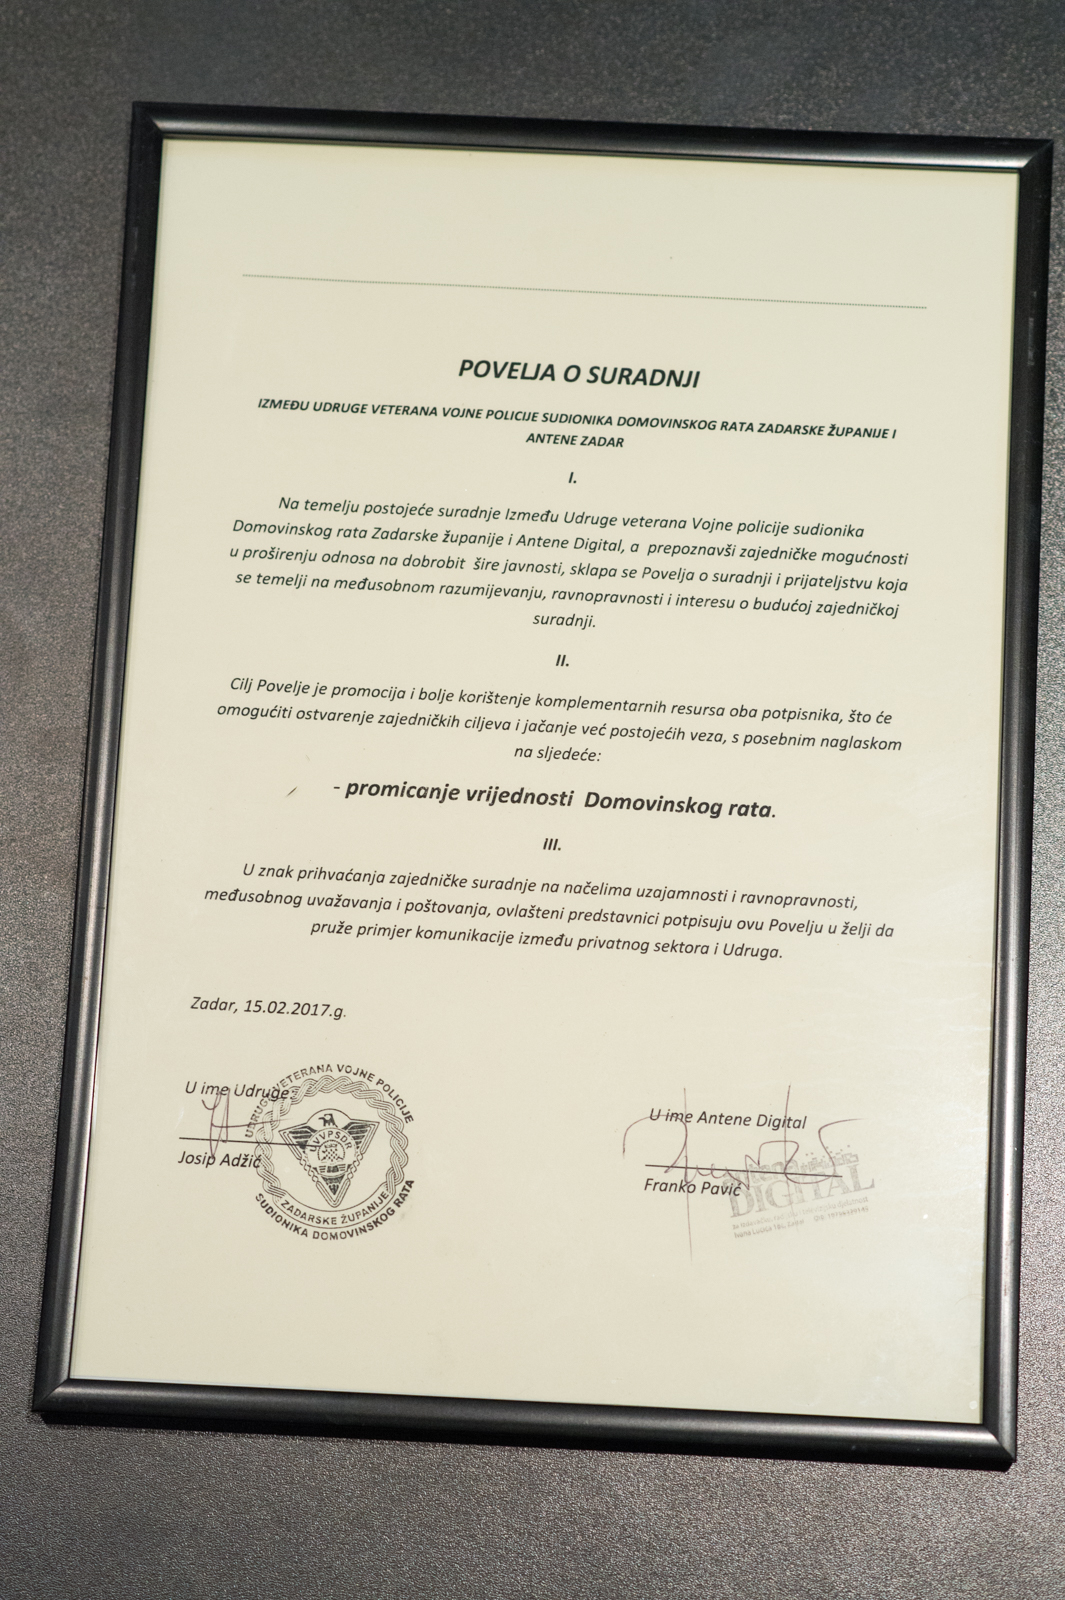 POVELJA O SURADNJI
IZMEĐU UDRUGE VETERANA VOJNE POLICIJE SUDIONIKA DOMOVINSKOG RATA ZADARSKE ŽUPANIJE I
ANTENE ZADAR
I.
Na temelju postojeće suradnje Između Udruge veterana Vojne policije sudionika
Domovinskog rata Zadarske županije i Antene Digital, a prepoznavši zajedničke mogućnosti
u proširenju odnosa na dobrobit šire javnosti, sklapa se Povelja o suradnji i prijateljstvu koja
se temelji na međusobnom razumijevanju, ravnopravnosti i interesu o budućoj zajedničkoj
suradnji.
II.
Cilj Povelje je promocija i bolje korištenje komplementarnih resursa oba potpisnika, što će
omogućiti ostvarenje zajedničkih ciljeva i jačanje već postojećih veza, s posebnim naglaskom
na sljedeće:
- promicanje vrijednosti Domovinskog rata.
III.
U znak prihvaćanja zajedničke suradnje na načelima uzajamnosti i ravnopravnosti,
međusobnog uvažavanja i poštovanja, ovlašteni predstavnici potpisuju ovu Povelju u želji da
pruže primjer komunikacije između privatnog sektora i Udruga.
Zadar, 15.02.2017.g.
U ime Udruge:
Josip Adžić
UDRUGA VETERANA VOJNE POLICIJE
UVVPSDR
ZADARSKE ŽUPANIJE
SUDIONIKA DOMOVINSKOG RATA
U ime Antene Digital
Franko Pavić
DIGITAL